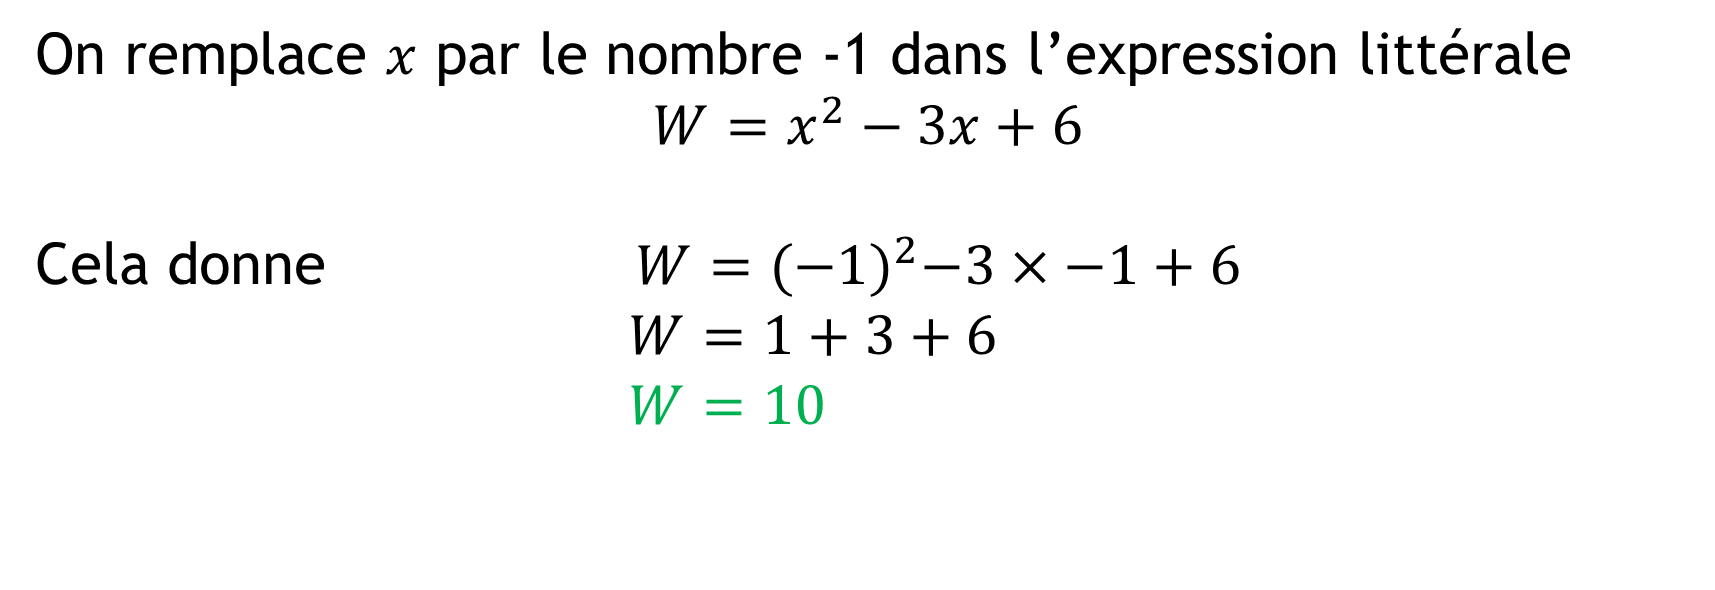 On remplace x par le nombre -1 dans l’expression littérale
W = x² − 3x + 6
Cela donne W = (−1)²−3 × −1 + 6
W = 1 + 3 + 6
W = 10